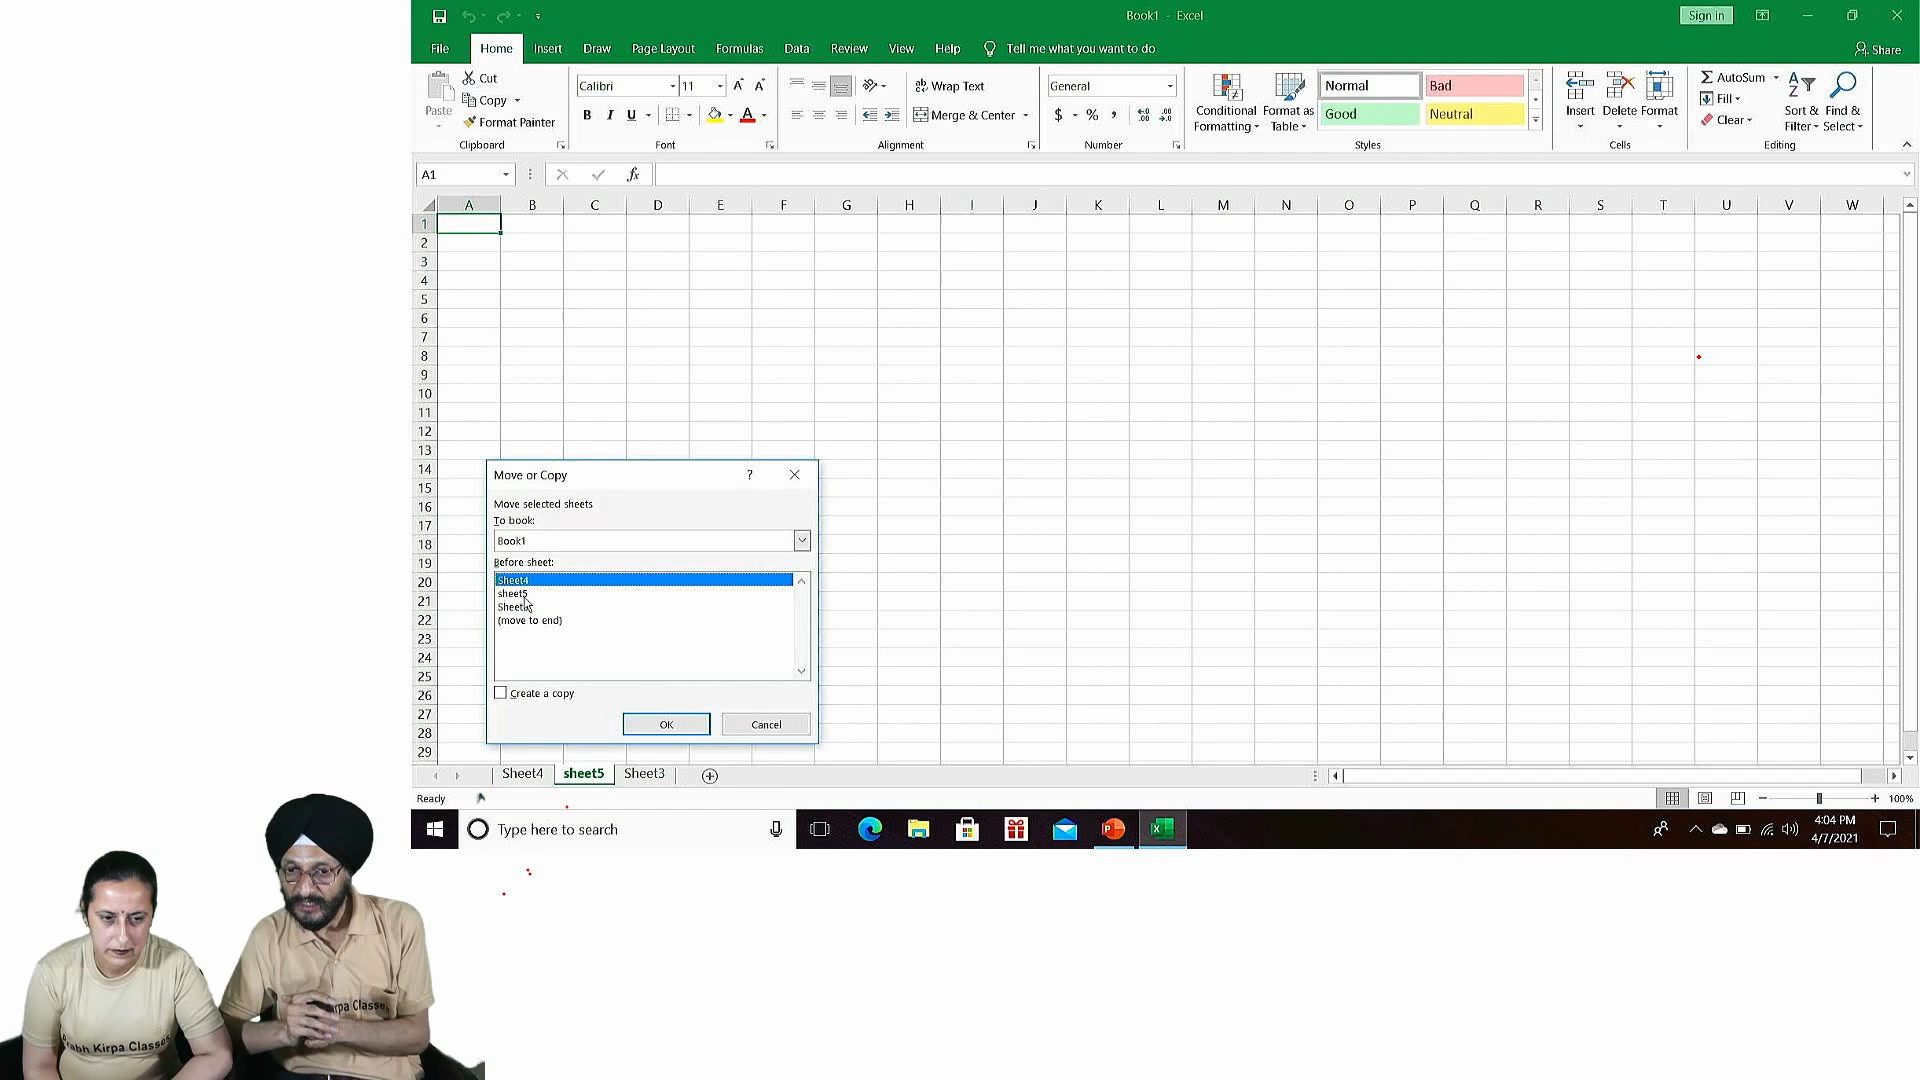 Book1 - Excel
Sign in
File Home Insert Draw Page Layout Formulas Data Review View Help Tell me what you want to do
Share
Paste
Cut
Copy
Format Painter
Clipboard
Calibri 11
B I U
Font
Wrap Text
Merge & Center
Alignment
General
$ % ,
Number
Conditional Formatting
Format as Table
Normal Bad
Good Neutral
Styles
Insert Delete Format
Cells
AutoSum
Fill
Clear
Sort & Filter
Find & Select
Editing
A1
fx
A B C D E F G H I J K L M N O P Q R S T U V W
1
2
3
4
5
6
7
8
9
10
11
12
13
14
15
16
17
18
19
20
21
22
23
24
25
26
27
28
29
Move or Copy ?
Move selected sheets
To book:
Book1
Before sheet:
Sheet4
sheet5
(move to end)
Create a copy
OK Cancel
Sheet4 sheet5 Sheet3
Ready
100%
Type here to search
4:04 PM
4/7/2021
Kirpa Classes